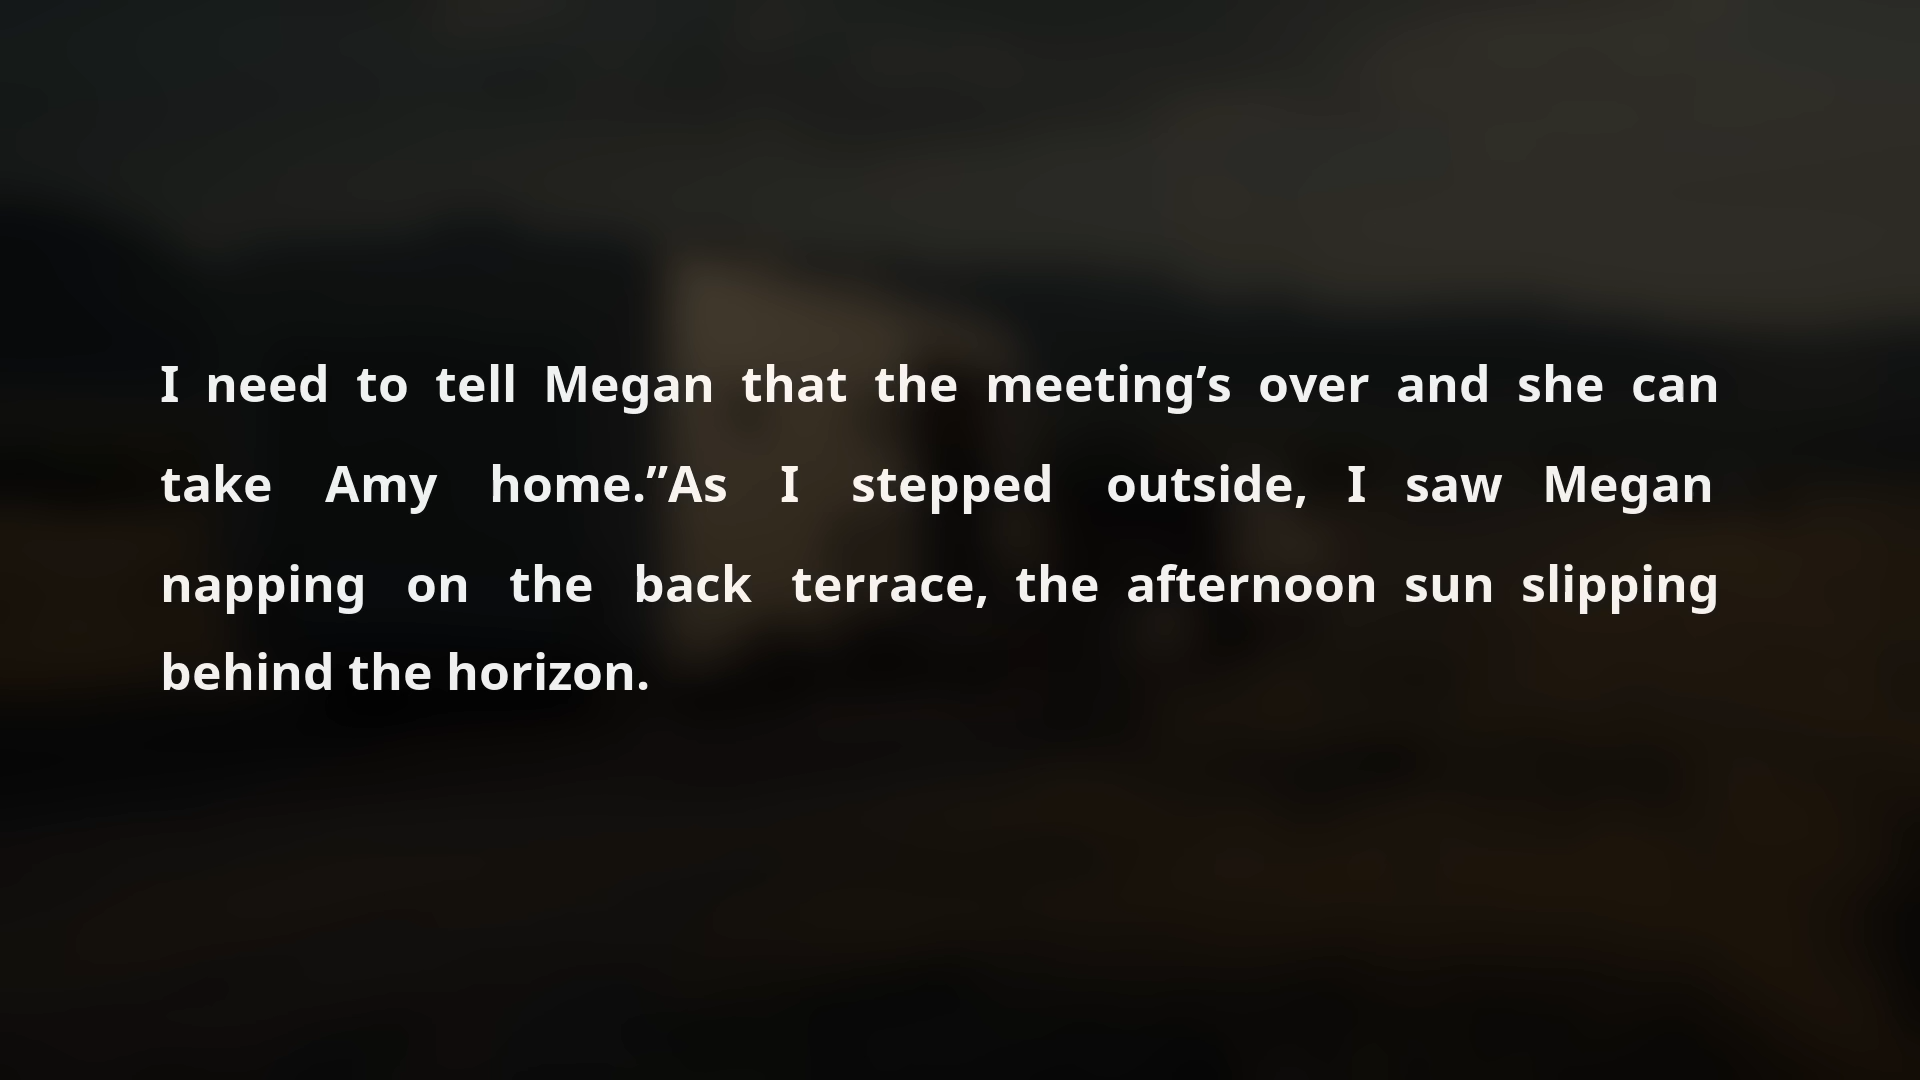 I need to tell Megan that the meeting’s over and she can
take Amy home.”As I stepped outside, I saw Megan
napping on the back terrace, the afternoon sun slipping
behind the horizon.